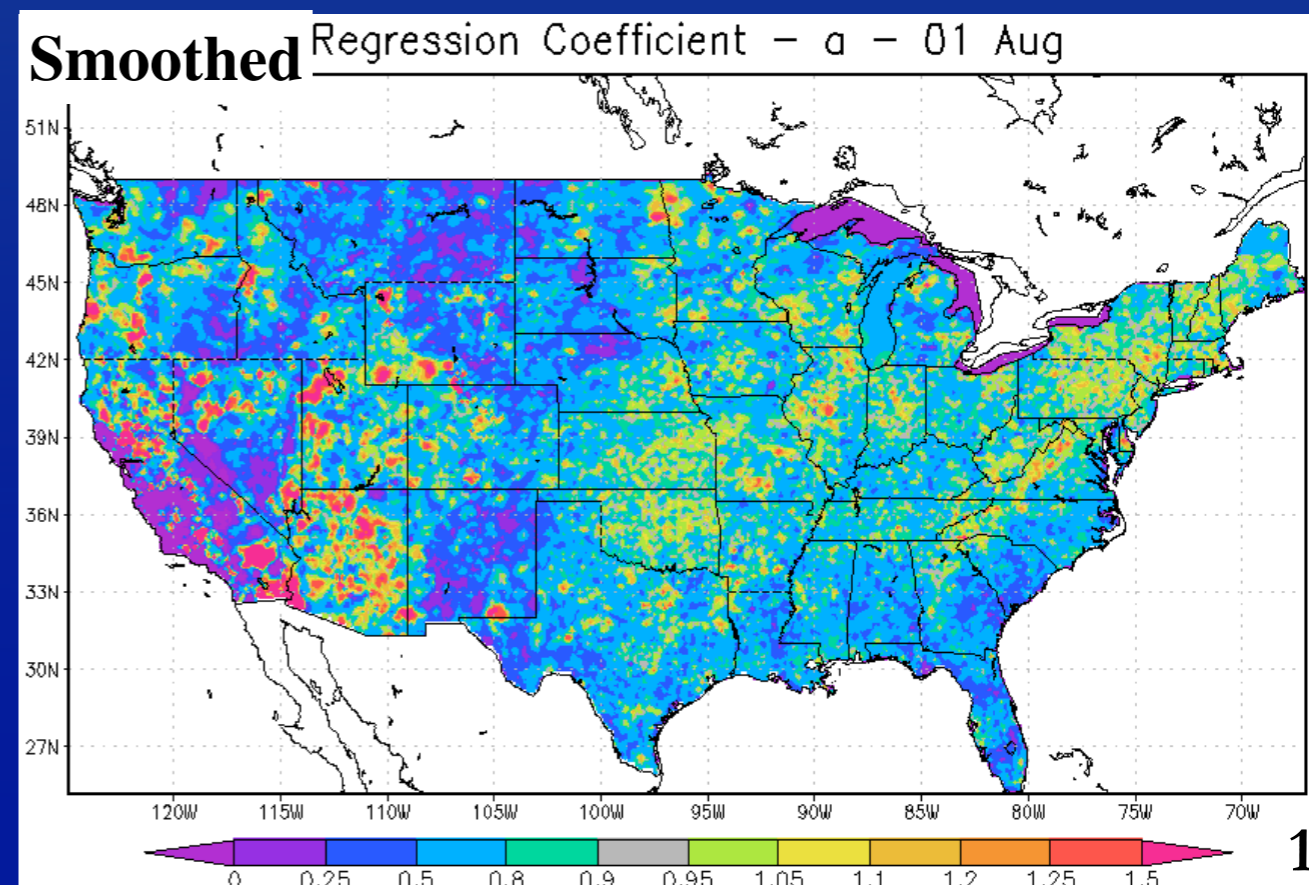 Smoothed Regression Coefficient – a – 01 Aug
51N
48N
45N
42N
39N
36N
33N
30N
27N
120W 115W 110W 105W 100W 95W 90W 85W 80W 75W 70W
0 0.25 0.5 0.8 0.9 0.95 1.05 1.1 1.2 1.25 1.5
1